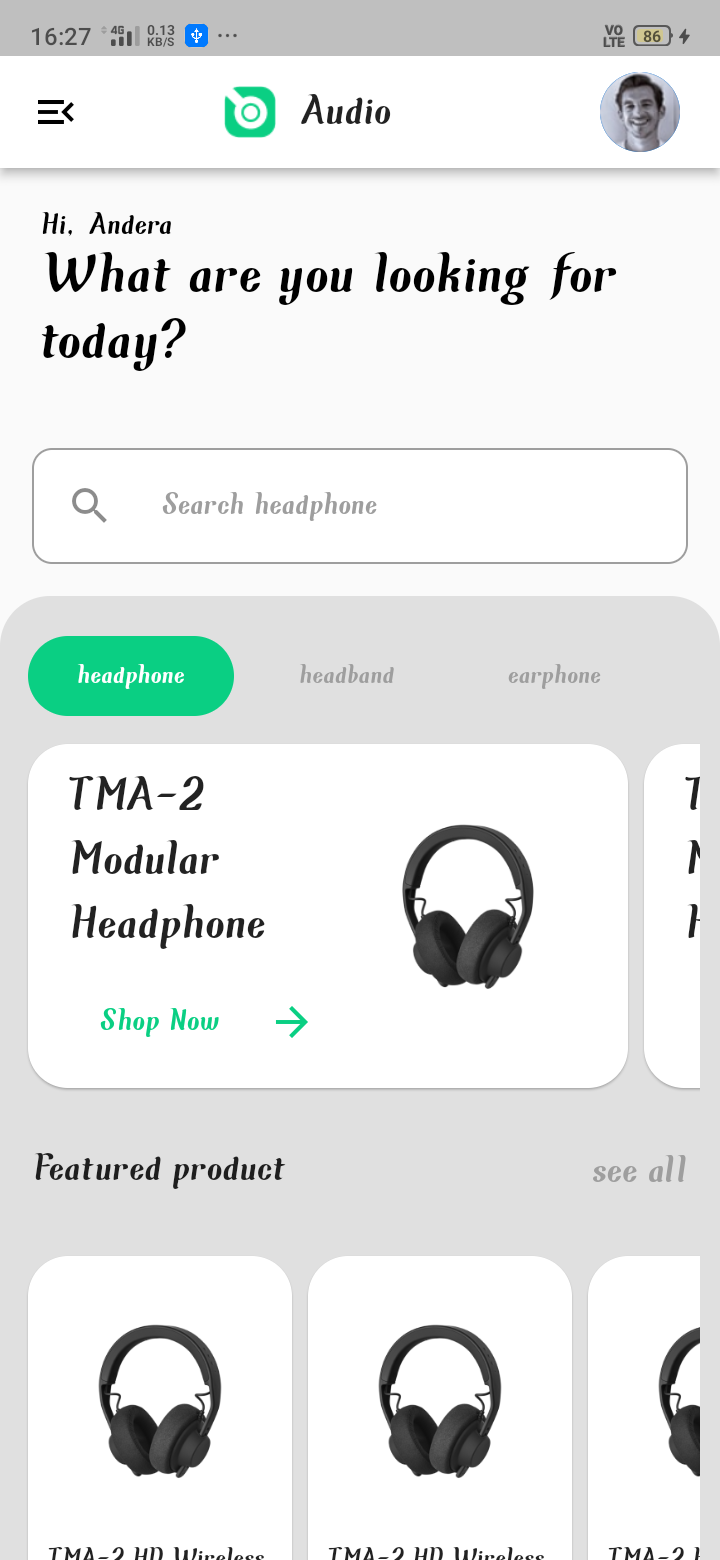 16:27 4G 0.13 KB/S ... VO LTE 86
Audio
Hi, Andera
What are you looking for
today?
Search headphone
headphone headband earphone
TMA-2
Modular
Headphone
Shop Now
Featured product see all
TMA-2 HD Wireless TMA-2 HD Wireless TMA-2